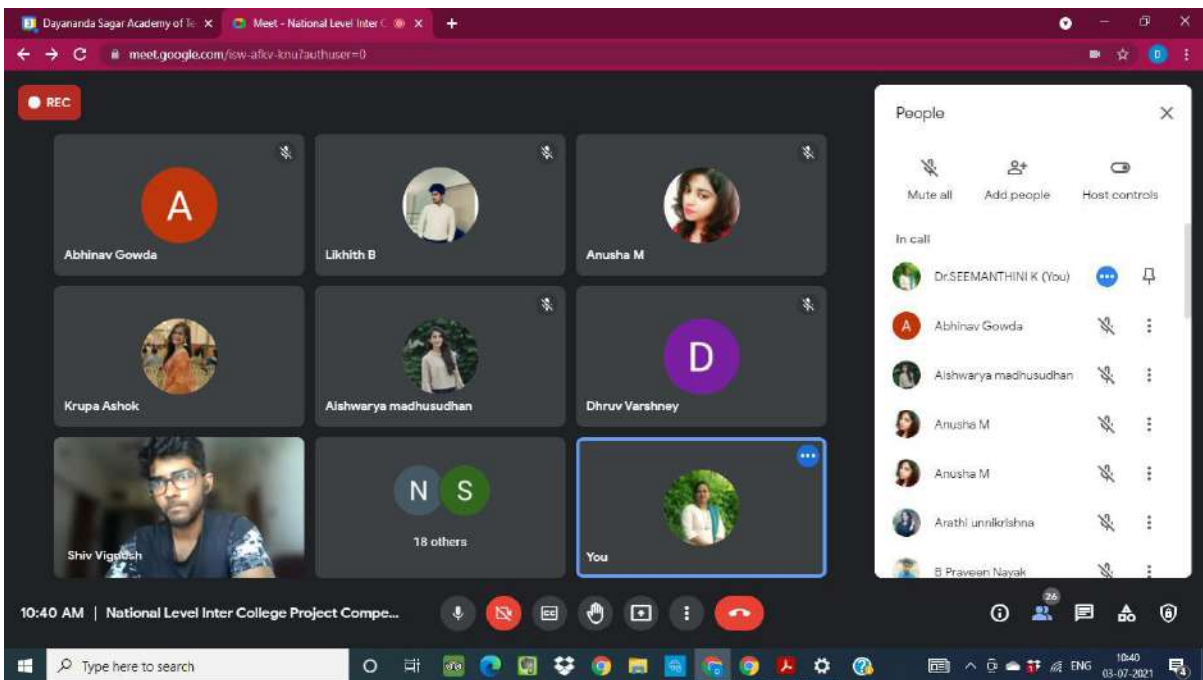 Dayananda Sagar Academy of Te
Meet - National Level Inter C
meet.google.com/isw-afkv-knu?authuser=0
D
REC
A
Abhinav Gowda
Likhith B
Anusha M
Krupa Ashok
Aishwarya madhusudhan
D
Dhruv Varshney
Shiv Vignesh
N S
18 others
You
People
Mute all
Add people
Host controls
In call
Dr.SEEMANTHINI K (You)
A
Abhinav Gowda
Aishwarya madhusudhan
Anusha M
Anusha M
Arathi unnikrishna
B Praveen Nayak
10:40 AM | National Level Inter College Project Compe...
CC
26
Type here to search
ENG
10:40
03-07-2021